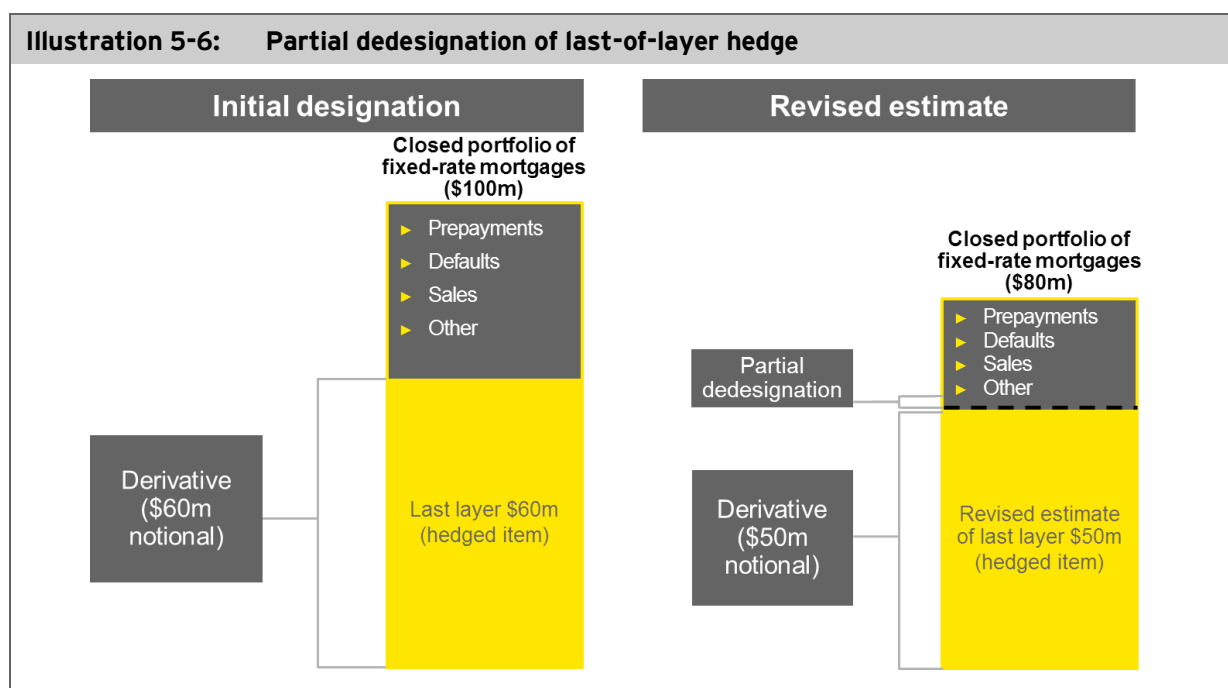 Illustration 5-6: Partial dedesignation of last-of-layer hedge
Initial designation
Closed portfolio of
fixed-rate mortgages
($100m)
► Prepayments
► Defaults
► Sales
► Other
Derivative
($60m
notional)
Last layer $60m
(hedged item)
Revised estimate
Closed portfolio of
fixed-rate mortgages
($80m)
► Prepayments
► Defaults
► Sales
► Other
Partial
dedesignation
Derivative
($50m
notional)
Revised estimate
of last layer $50m
(hedged item)